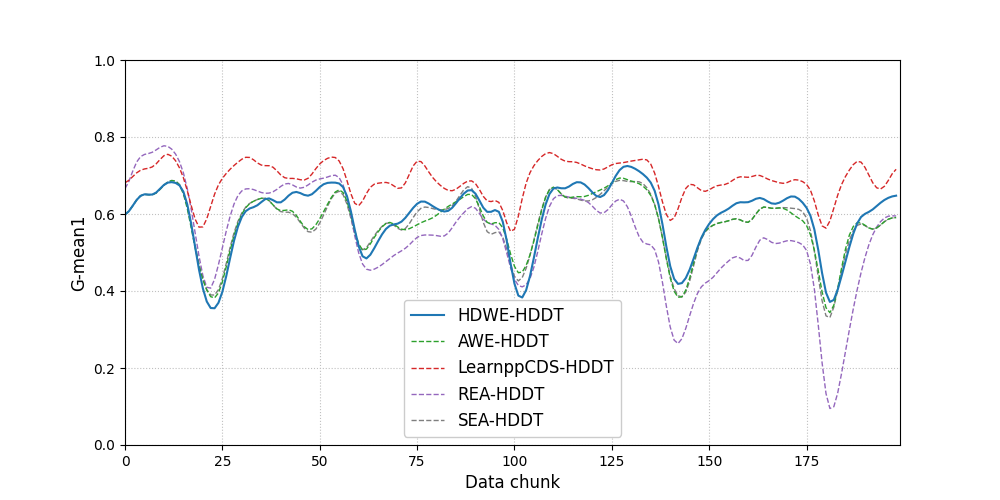 1.0
0.8
0.6
0.4
0.2
0.0
G-mean1
HDWE-HDDT
AWE-HDDT
LearnppCDS-HDDT
REA-HDDT
SEA-HDDT
0 25 50 75 100 125 150 175
Data chunk